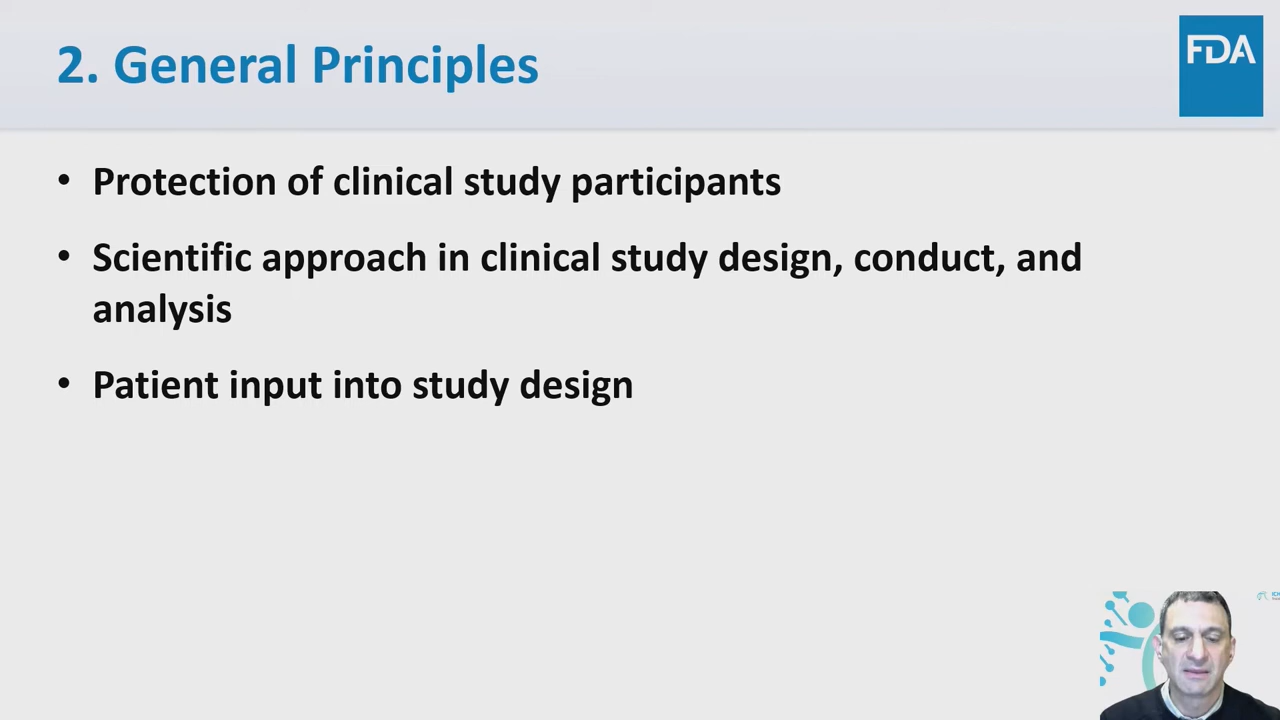 2. General Principles
FDA
• Protection of clinical study participants
• Scientific approach in clinical study design, conduct, and
analysis
• Patient input into study design